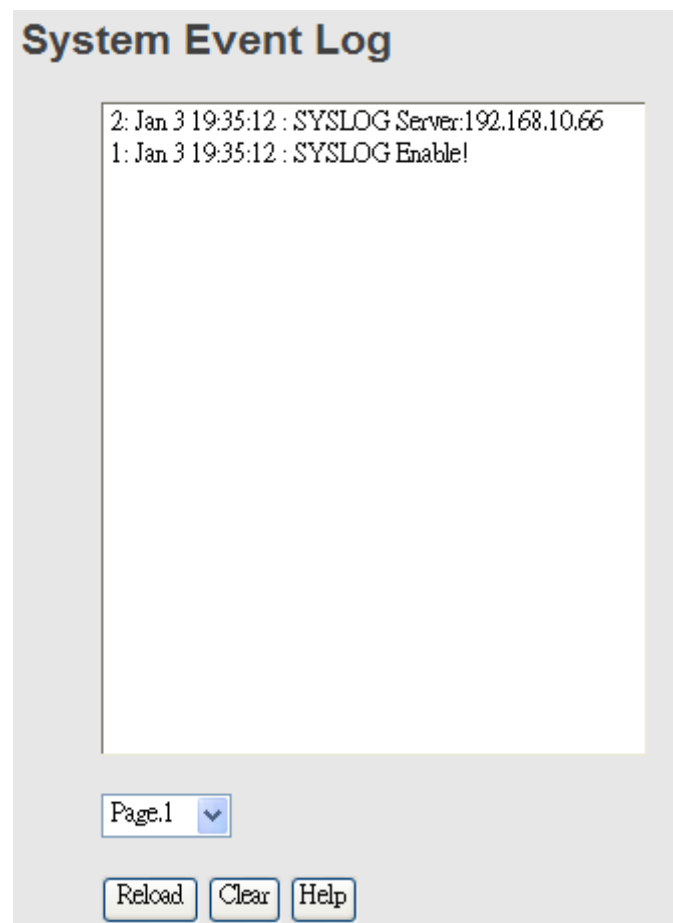 System Event Log
2: Jan 3 19:35:12 : SYSLOG Server:192.168.10.66
1: Jan 3 19:35:12 : SYSLOG Enable!
Page.1
Reload Clear Help